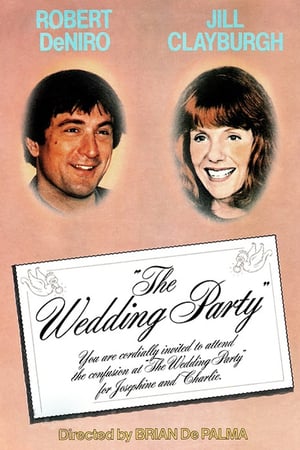 ROBERT JILL
DeNIRO CLAYBURGH
"The
Wedding Party"
You are cordially invited to attend
the confusion at "The Wedding Party"
for Josephine and Charlie.
Directed by BRIAN De PALMA